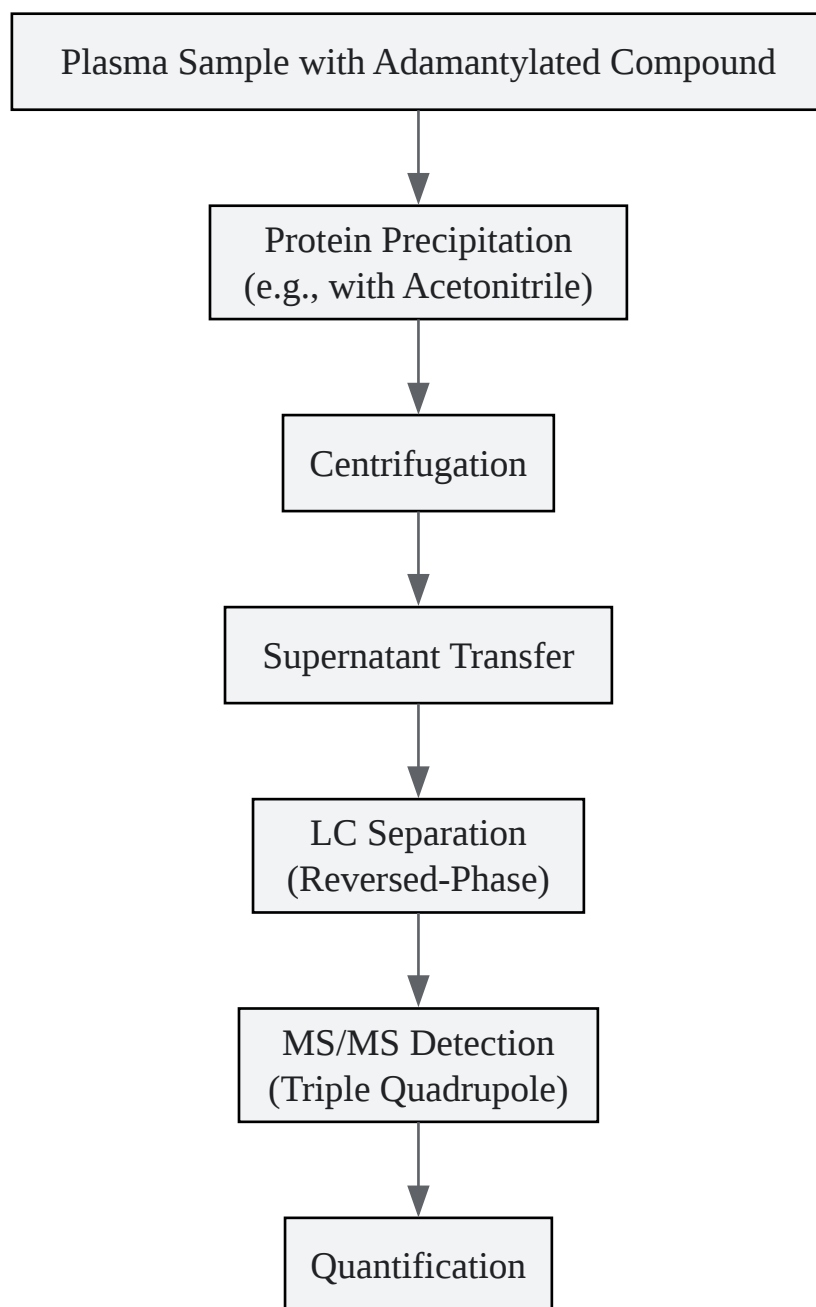 Plasma Sample with Adamantylated Compound
Protein Precipitation
(e.g., with Acetonitrile)
Centrifugation
Supernatant Transfer
LC Separation
(Reversed-Phase)
MS/MS Detection
(Triple Quadrupole)
Quantification